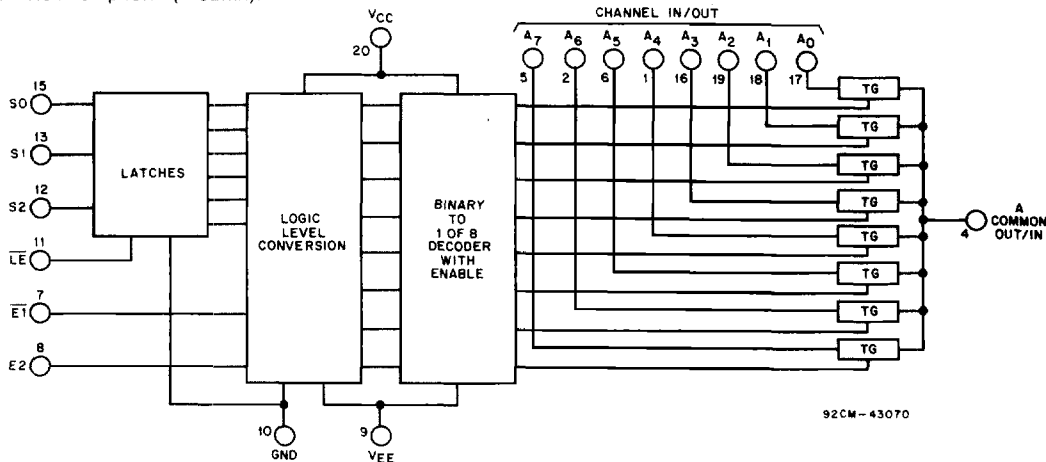 CHANNEL IN/OUT
VCC
20
A7 A6 A5 A4 A3 A2 A1 A0
5 2 6 1 16 19 18 17
15
S0
13
S1
12
S2
11
LE
7
E1
8
E2
LATCHES
LOGIC
LEVEL
CONVERSION
BINARY
TO
1 OF 8
DECODER
WITH
ENABLE
TG
TG
TG
TG
TG
TG
TG
TG
A
COMMON
OUT/IN
4
10
GND
9
VEE
92CM-43070